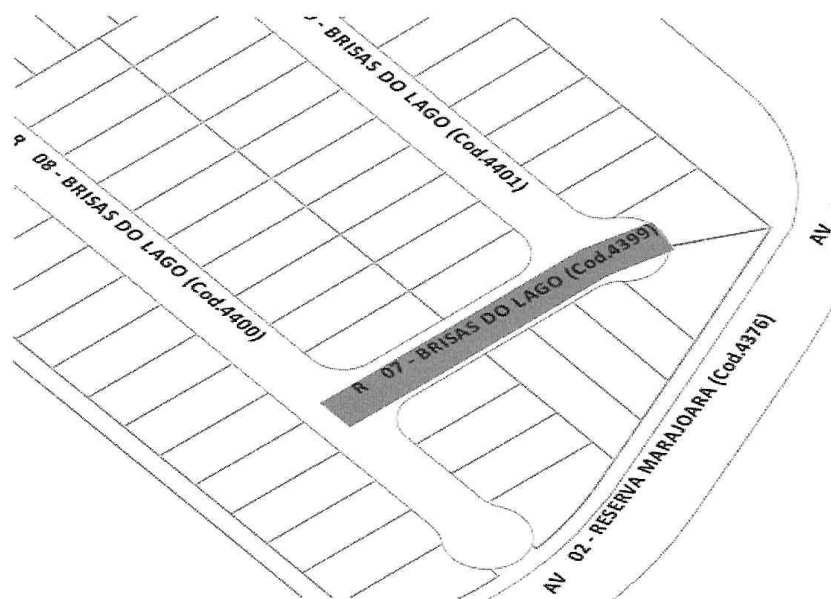 - BRISAS DO LAGO (Cod.4401)
R 08 - BRISAS DO LAGO (Cod.4400)
R 07 - BRISAS DO LAGO (Cod.4399)
AV
AV 02 - RESERVA MARAJOARA (Cod.4376)